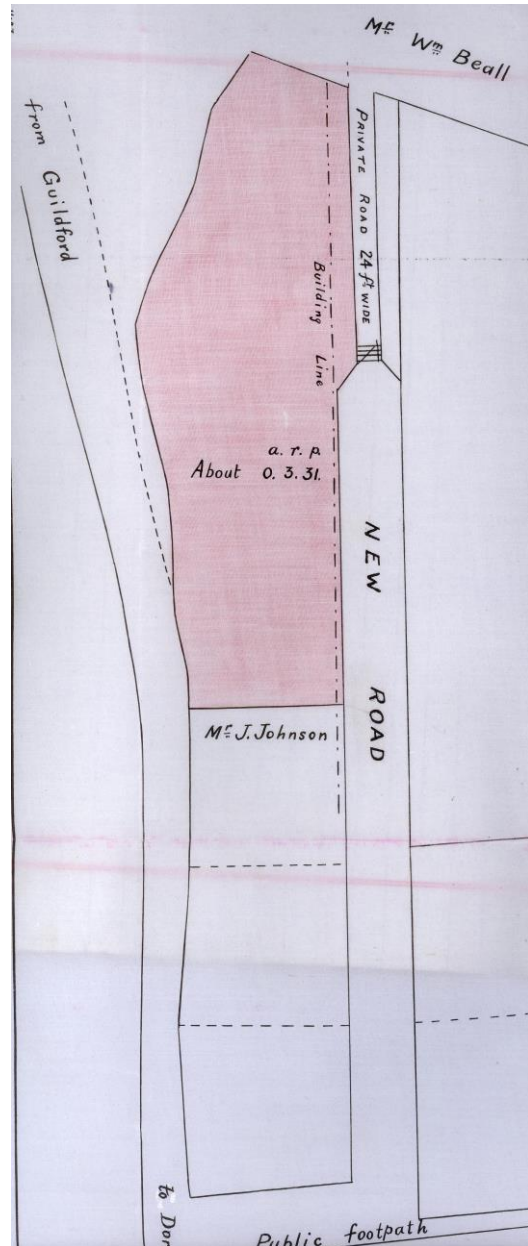 Mr Wm Beall
from Guildford
PRIVATE ROAD 24 ft WIDE
Building Line
a. r. p.
About 0. 3. 31.
NEW ROAD
Mr J. Johnson
to Dor
Public footpath